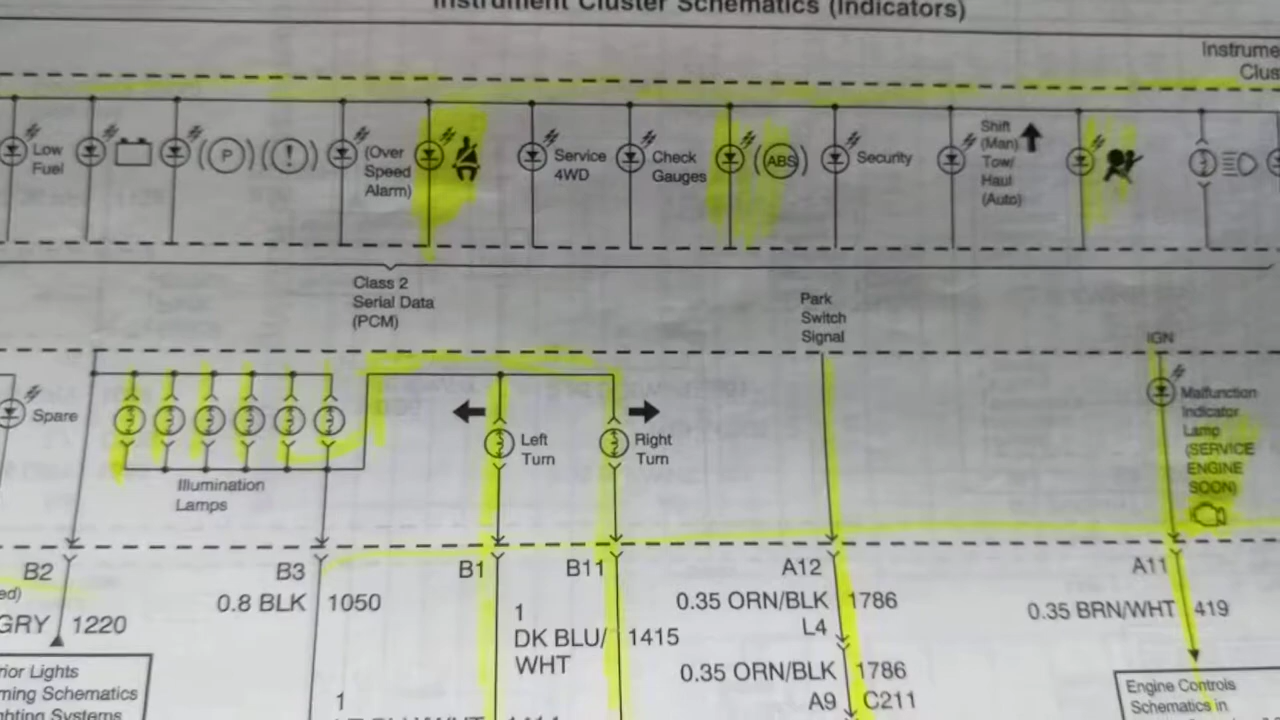 Instrument Cluster Schematics (Indicators)
Low
Fuel
(P) (!)
(Over
Speed
Alarm)
Service
4WD
Check
Gauges
(ABS)
Security
Shift
(Man)
Tow/
Haul
(Auto)
Class 2
Serial Data
(PCM)
Park
Switch
Signal
IGN
Spare
Illumination
Lamps
Left
Turn
Right
Turn
Malfunction
Indicator
Lamp
(SERVICE
ENGINE
SOON)
B2
B3
B1
B11
A12
A11
GRY 1220
0.8 BLK 1050
1
DK BLU/
WHT
1415
0.35 ORN/BLK 1786
L4
0.35 ORN/BLK 1786
A9 C211
0.35 BRN/WHT 419
1
ming Schematics
Engine Controls
Schematics in